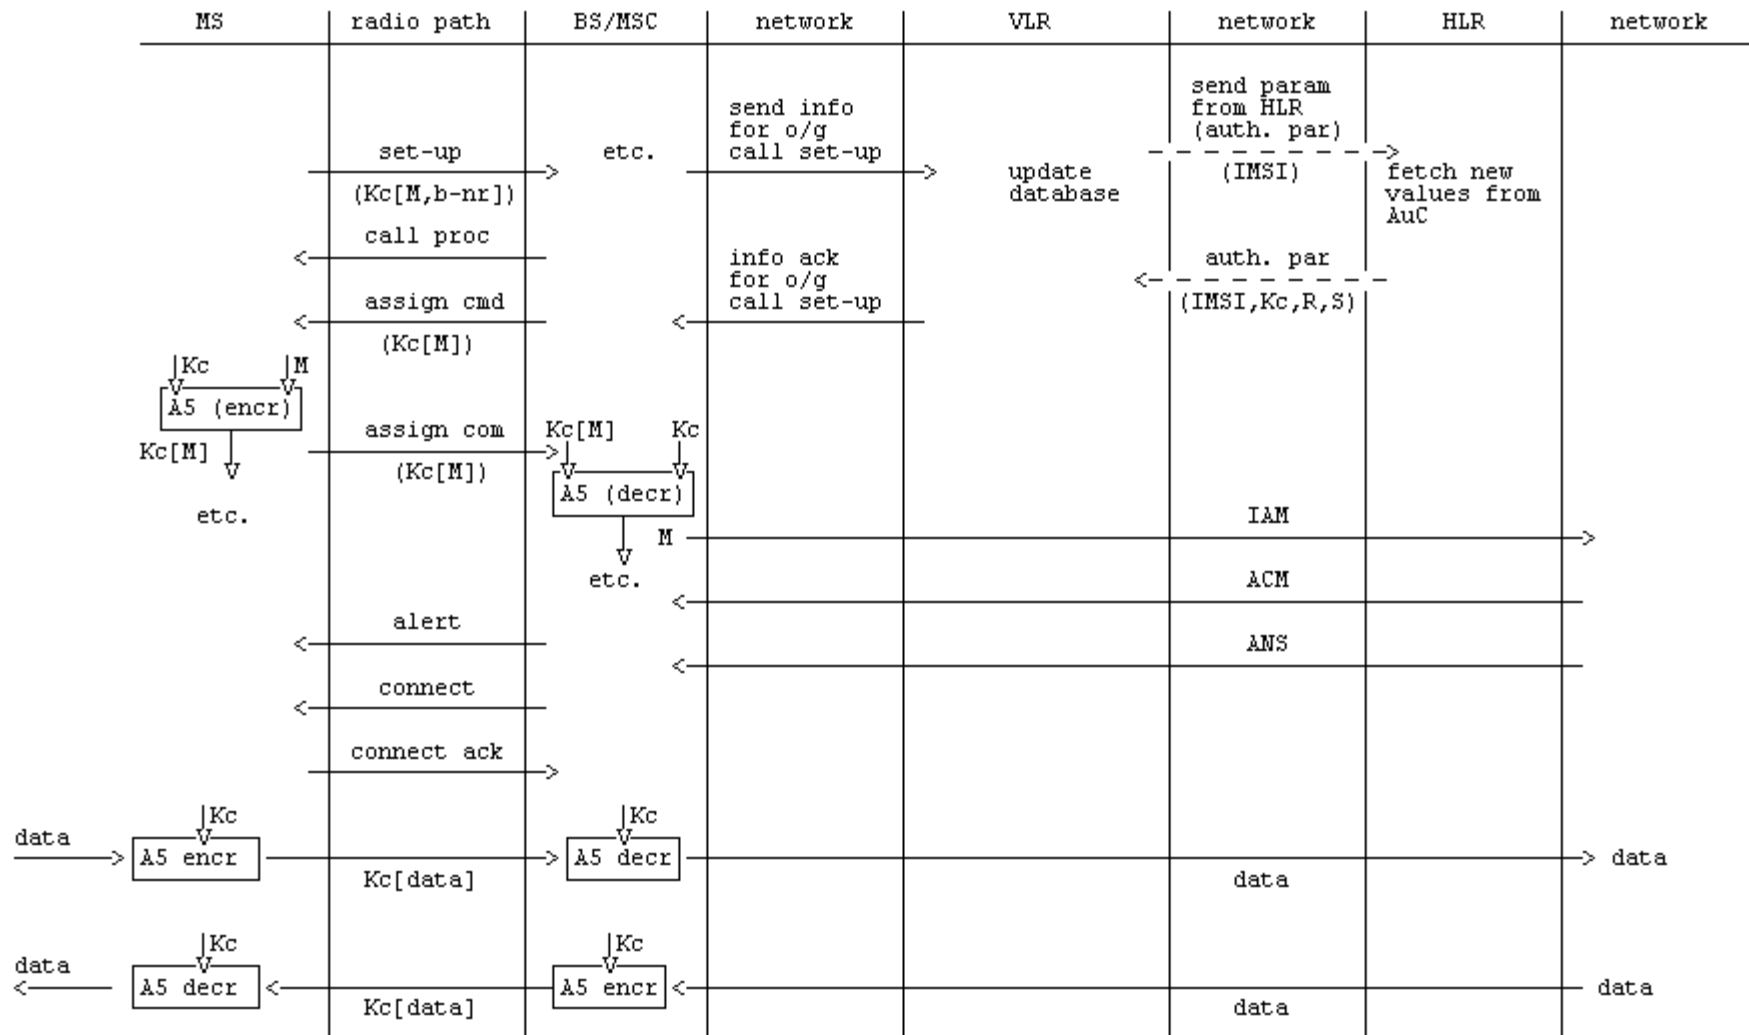 MS
radio path
BS/MSC
network
VLR
network
HLR
network
send param
from HLR
(auth. par)
send info
for o/g
call set-up
set-up
etc.
update
database
(IMSI)
fetch new
values from
AuC
(Kc[M,b-nr])
call proc
info ack
for o/g
call set-up
auth. par
(IMSI,Kc,R,S)
assign cmd
(Kc[M])
Kc
M
A5 (encr)
Kc[M]
etc.
assign com
(Kc[M])
Kc[M]
Kc
A5 (decr)
M
etc.
IAM
ACM
alert
ANS
connect
connect ack
Kc
Kc
data
A5 encr
Kc[data]
A5 decr
data
data
Kc
Kc
data
A5 decr
Kc[data]
A5 encr
data
data